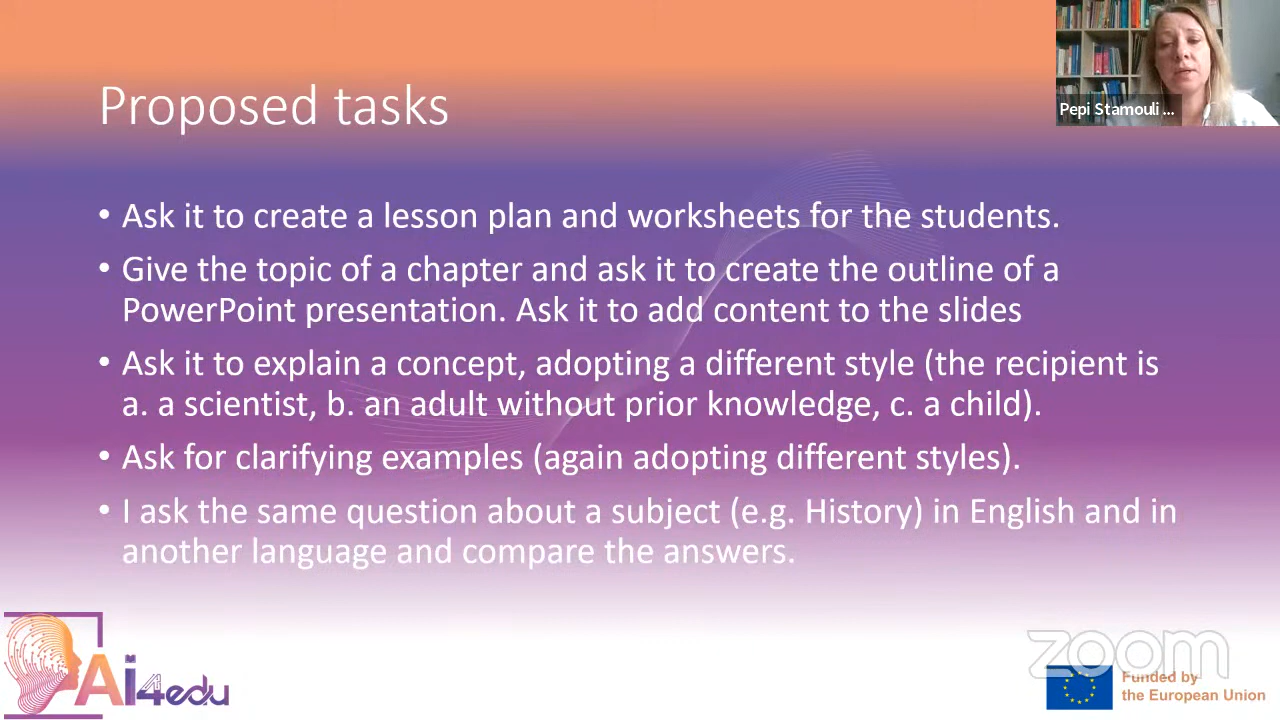 Proposed tasks
Pepi Stamouli ...
• Ask it to create a lesson plan and worksheets for the students.
• Give the topic of a chapter and ask it to create the outline of a
PowerPoint presentation. Ask it to add content to the slides
• Ask it to explain a concept, adopting a different style (the recipient is
a. a scientist, b. an adult without prior knowledge, c. a child).
• Ask for clarifying examples (again adopting different styles).
• I ask the same question about a subject (e.g. History) in English and in
another language and compare the answers.
Ai4edu
zoom
Funded by
the European Union